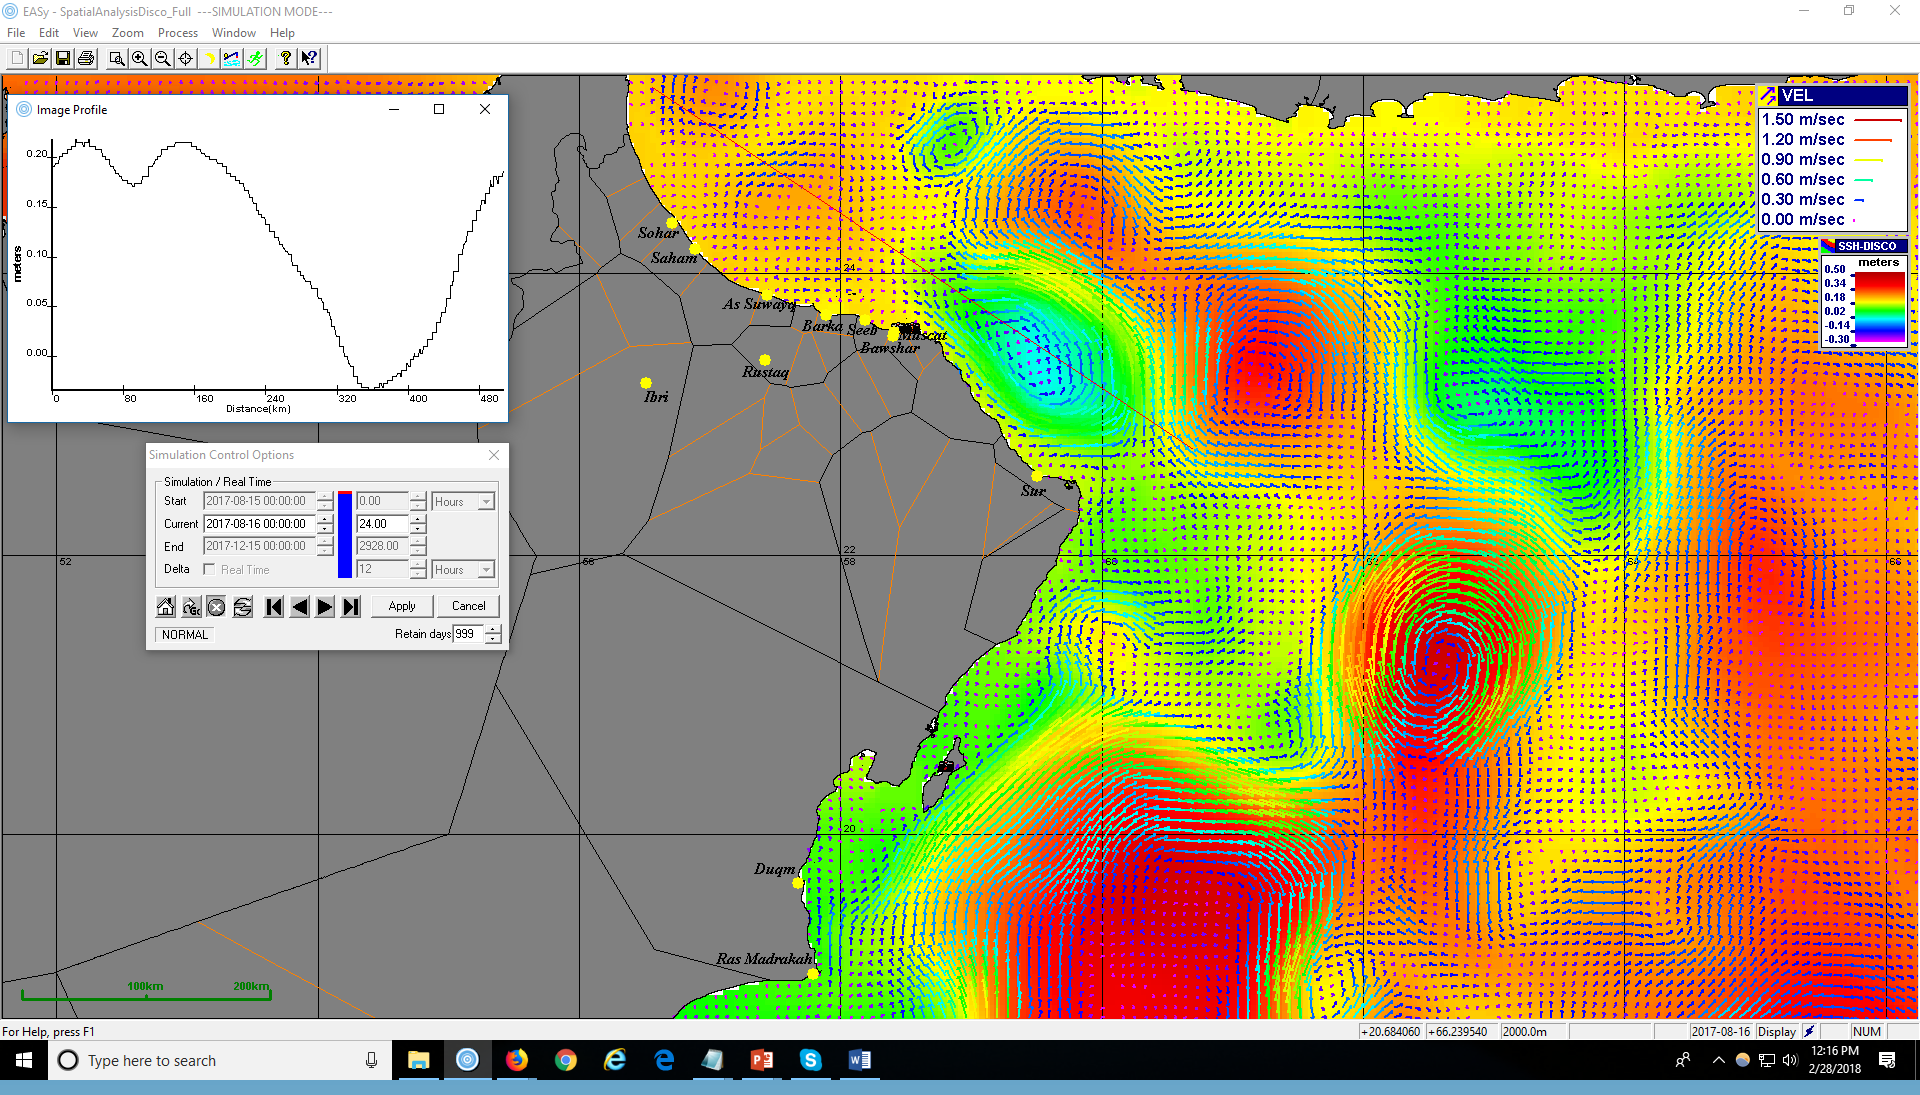 EASy - SpatialAnalysisDisco_Full ---SIMULATION MODE---
File Edit View Zoom Process Window Help
Image Profile
0.20
0.15
0.10
0.05
0.00
meters
0 80 160 240 320 400 480
Distance(km)
Simulation Control Options
Simulation / Real Time
Start 2017-08-15 00:00:00 0.00 Hours
Current 2017-08-16 00:00:00 24.00
End 2017-12-15 00:00:00 2928.00
Delta Real Time 12 Hours
Apply Cancel
NORMAL Retain days 999
VEL
1.50 m/sec
1.20 m/sec
0.90 m/sec
0.60 m/sec
0.30 m/sec
0.00 m/sec
SSH-DISCO
meters
0.50
0.34
0.18
0.02
-0.14
-0.30
Sohar
Saham
24
As Suwayq
Barka Seeb Muscat
Bawshar
Rustaq
Ibri
Sur
22
52 58 60 64 66
20
Duqm
Ras Madrakah
100km 200km
For Help, press F1
+20.684060 +66.239540 2000.0m 2017-08-16 Display NUM
Type here to search
12:16 PM
2/28/2018